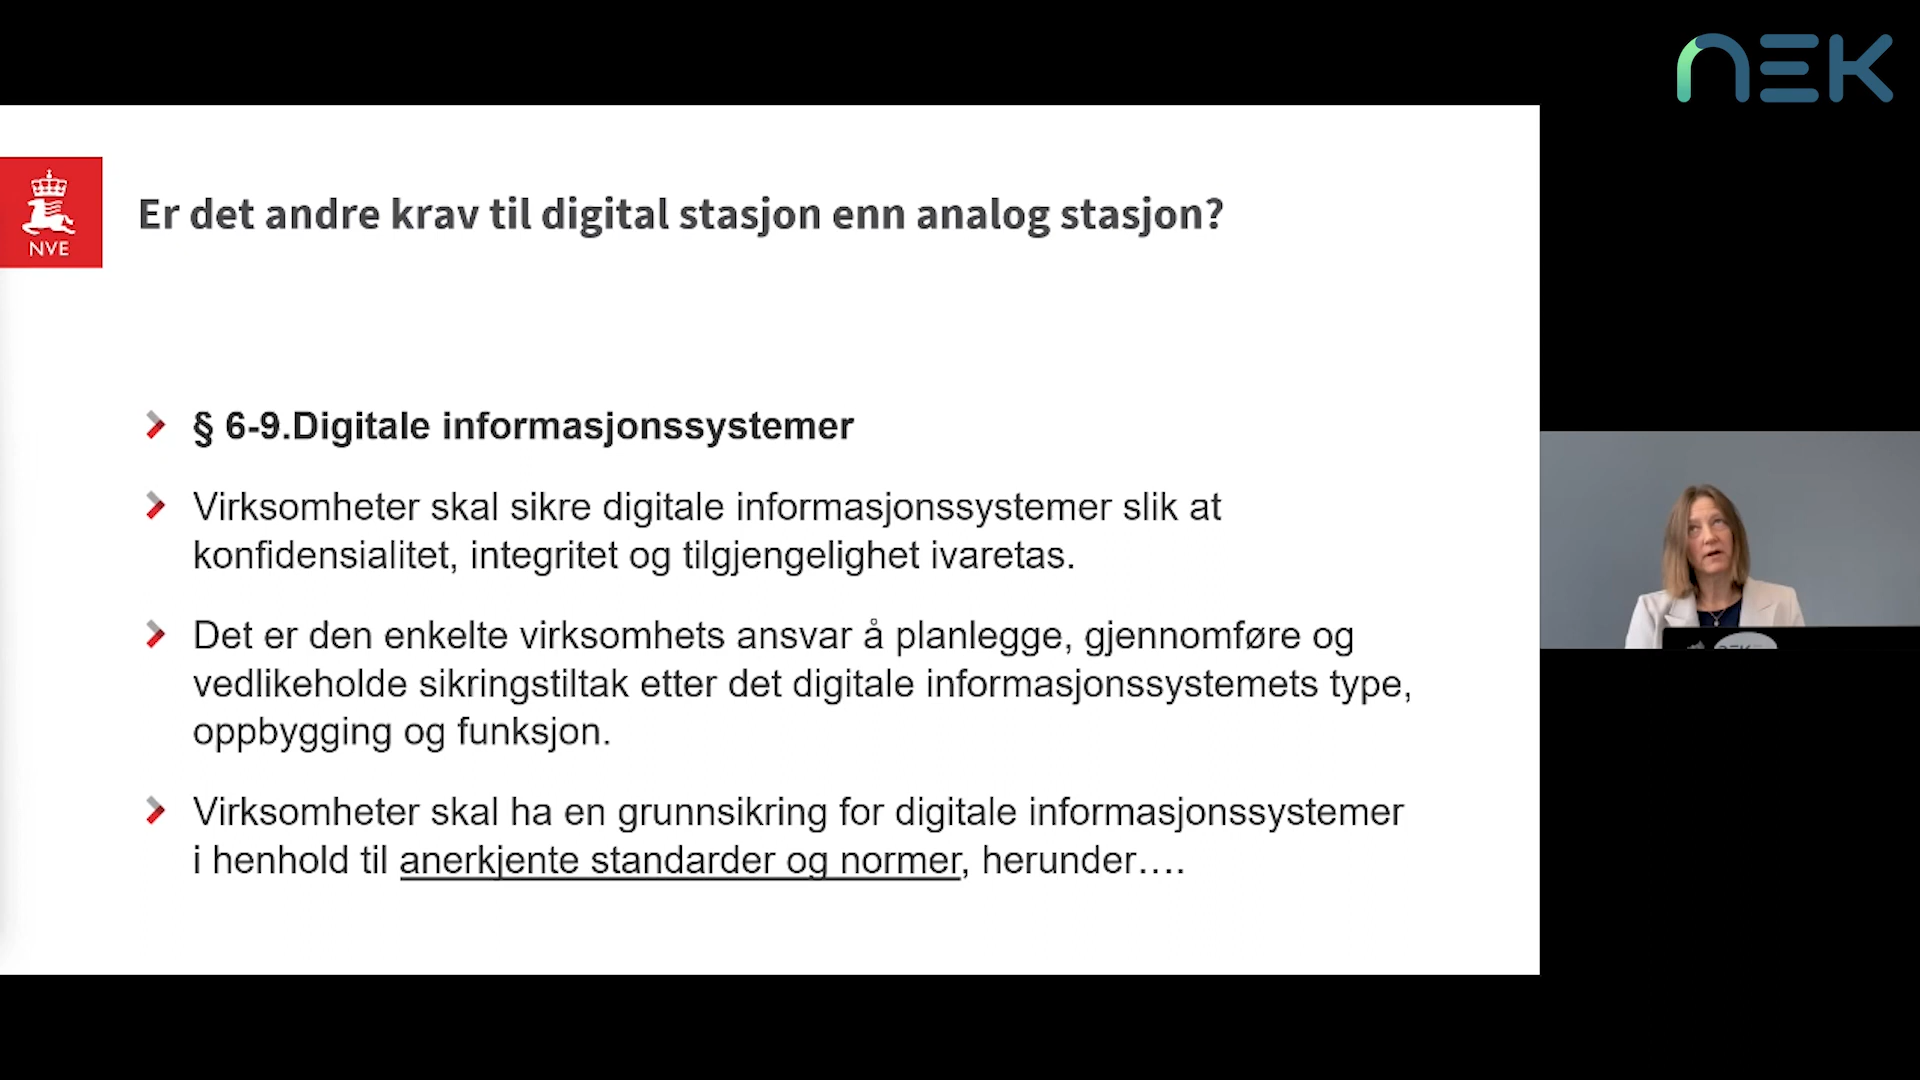 NEK
NVE
Er det andre krav til digital stasjon enn analog stasjon?
§ 6-9.Digitale informasjonssystemer
Virksomheter skal sikre digitale informasjonssystemer slik at
konfidensialitet, integritet og tilgjengelighet ivaretas.
Det er den enkelte virksomhets ansvar å planlegge, gjennomføre og
vedlikeholde sikringstiltak etter det digitale informasjonssystemets type,
oppbygging og funksjon.
Virksomheter skal ha en grunnsikring for digitale informasjonssystemer
i henhold til anerkjente standarder og normer, herunder….